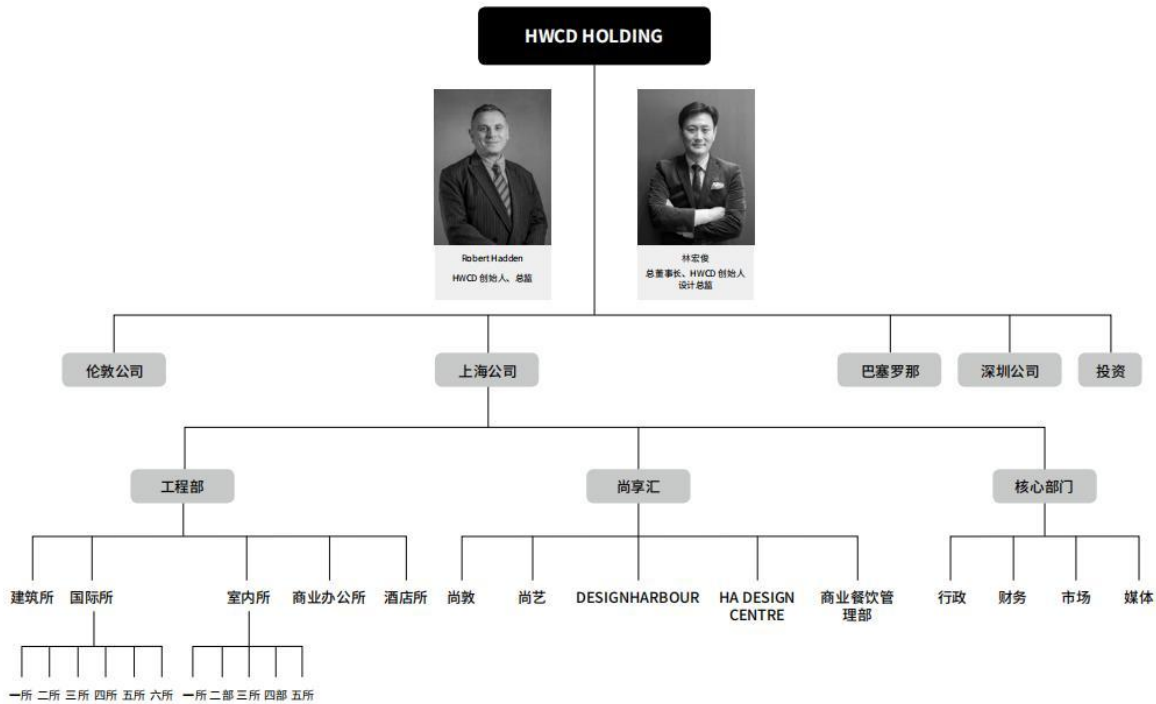 HWCD HOLDING
Robert Hadden
HWCD 创始人、总监
林宏俊
总董事长、HWCD 创始人
设计总监
伦敦公司
上海公司
巴塞罗那
深圳公司
投资
工程部
尚享汇
核心部门
建筑所
国际所
室内所
商业办公所
酒店所
尚敦
尚艺
DESIGNHARBOUR
HA DESIGN
CENTRE
商业餐饮管
理部
行政
财务
市场
媒体
一所 二所 三所 四所 五所 六所
一所 二部 三所 四部 五所